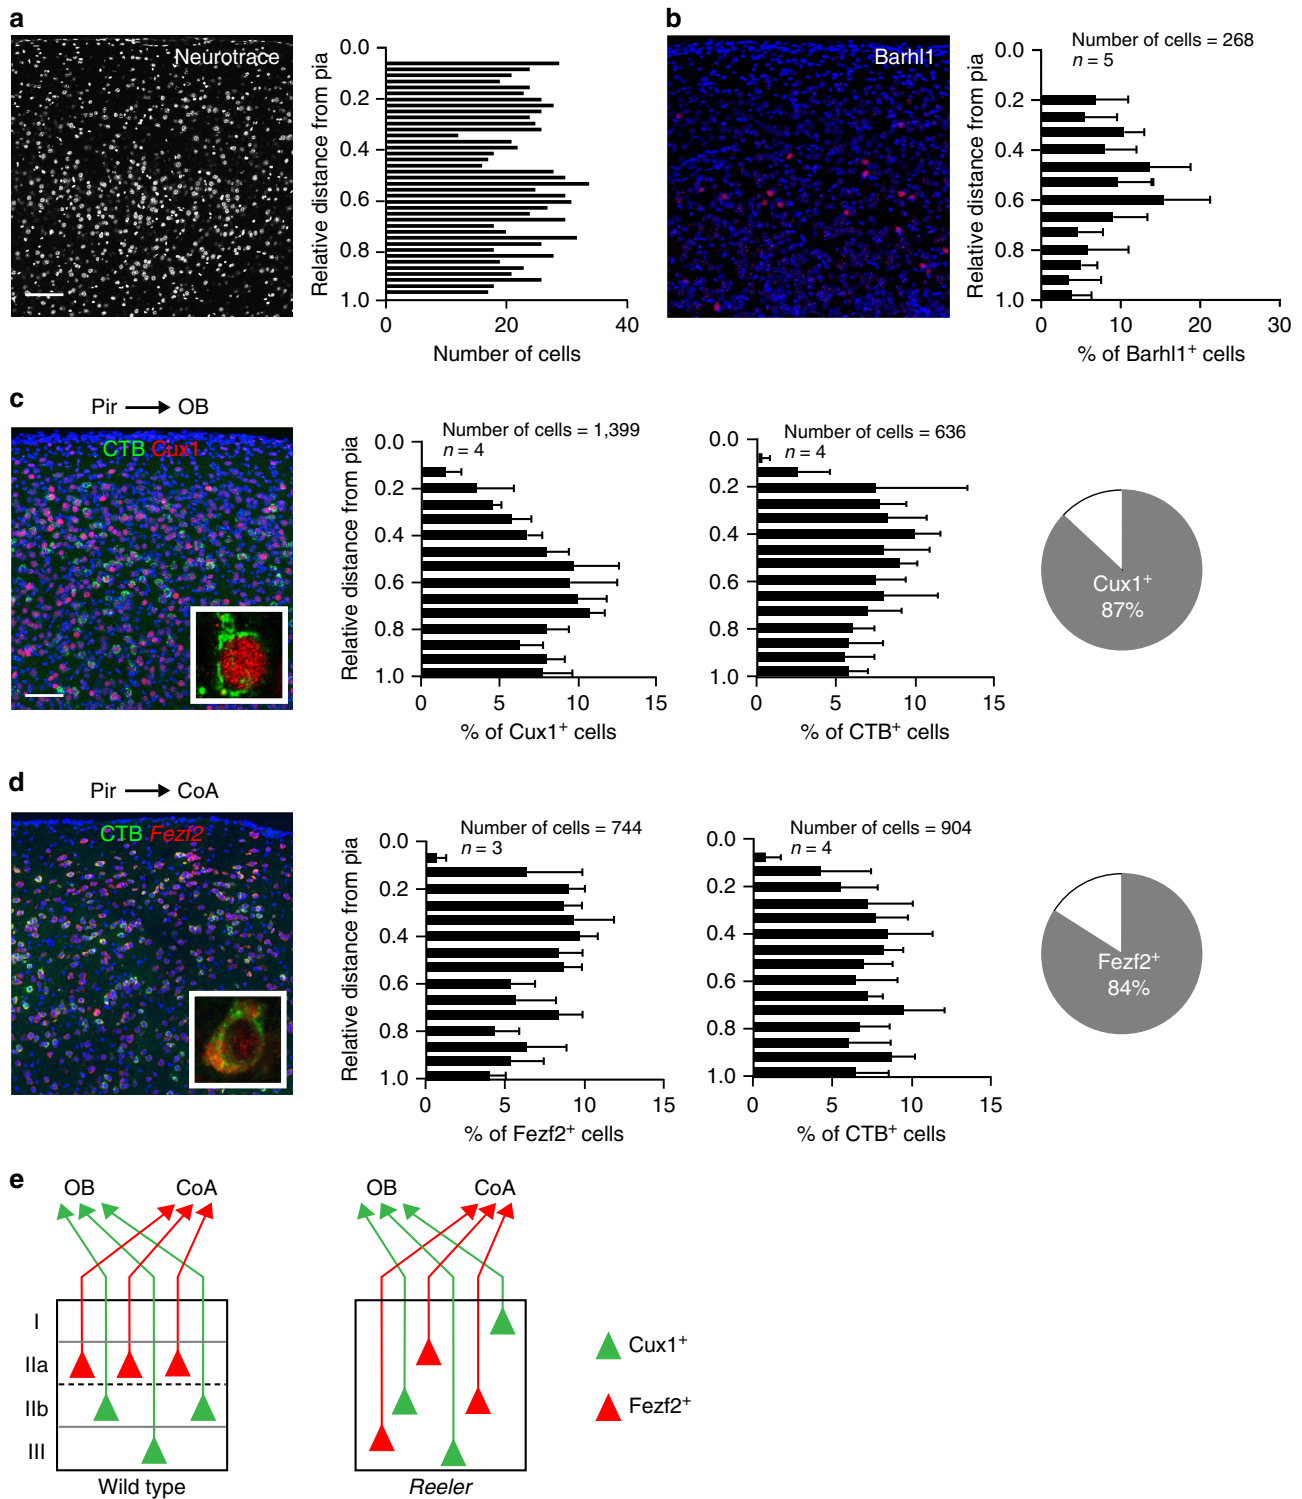 a
Neurotrace
Relative distance from pia
0.0
0.2
0.4
0.6
0.8
1.0
0 20 40
Number of cells
b
Barhl1
Number of cells = 268
n = 5
Relative distance from pia
0.0
0.2
0.4
0.6
0.8
1.0
0 10 20 30
% of Barhl1⁺ cells
c
Pir OB
CTB Cux1
Number of cells = 1,399
n = 4
Relative distance from pia
0.0
0.2
0.4
0.6
0.8
1.0
0 5 10 15
% of Cux1⁺ cells
Number of cells = 636
n = 4
0.0
0.2
0.4
0.6
0.8
1.0
0 5 10 15
% of CTB⁺ cells
Cux1⁺
87%
d
Pir CoA
CTB Fezf2
Number of cells = 744
n = 3
Relative distance from pia
0.0
0.2
0.4
0.6
0.8
1.0
0 5 10 15
% of Fezf2⁺ cells
Number of cells = 904
n = 4
0.0
0.2
0.4
0.6
0.8
1.0
0 5 10 15
% of CTB⁺ cells
Fezf2⁺
84%
e
OB CoA
I
IIa
IIb
III
Wild type
OB CoA
Reeler
Cux1⁺
Fezf2⁺